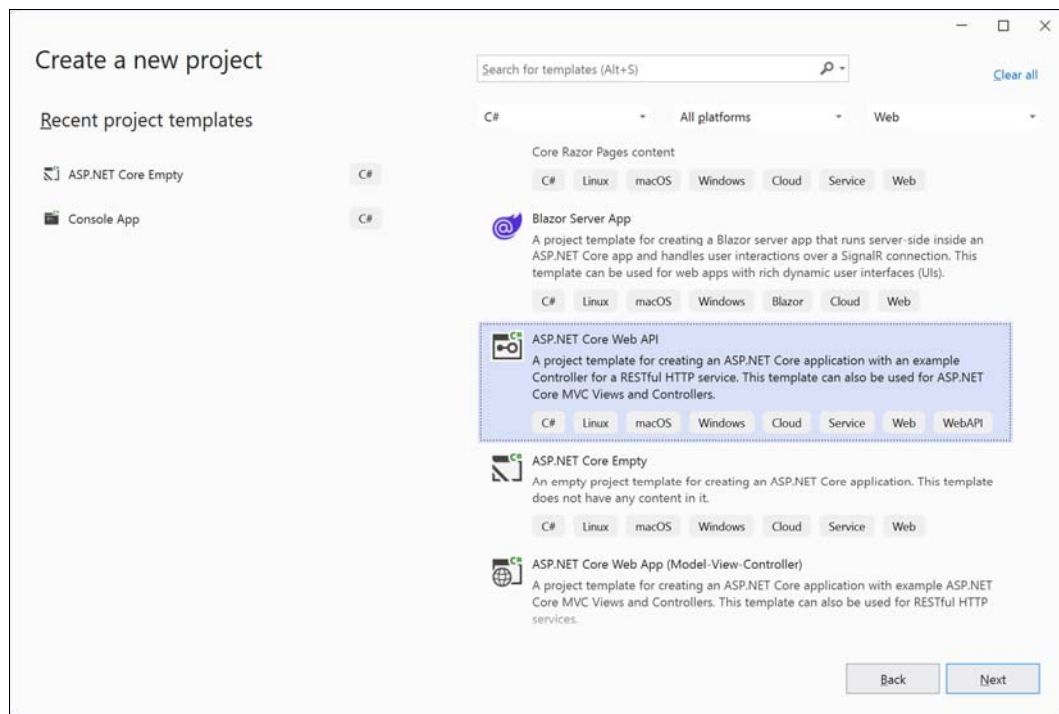 Create a new project
Search for templates (Alt+S)
Clear all
Recent project templates
ASP.NET Core Empty C#
Console App C#
C# All platforms Web
Core Razor Pages content
C# Linux macOS Windows Cloud Service Web
Blazor Server App
A project template for creating a Blazor server app that runs server-side inside an
ASP.NET Core app and handles user interactions over a SignalR connection. This
template can be used for web apps with rich dynamic user interfaces (UIs).
C# Linux macOS Windows Blazor Cloud Web
ASP.NET Core Web API
A project template for creating an ASP.NET Core application with an example
Controller for a RESTful HTTP service. This template can also be used for ASP.NET
Core MVC Views and Controllers.
C# Linux macOS Windows Cloud Service Web WebAPI
ASP.NET Core Empty
An empty project template for creating an ASP.NET Core application. This template
does not have any content in it.
C# Linux macOS Windows Cloud Service Web
ASP.NET Core Web App (Model-View-Controller)
A project template for creating an ASP.NET Core application with example ASP.NET
Core MVC Views and Controllers. This template can also be used for RESTful HTTP
services.
Back Next